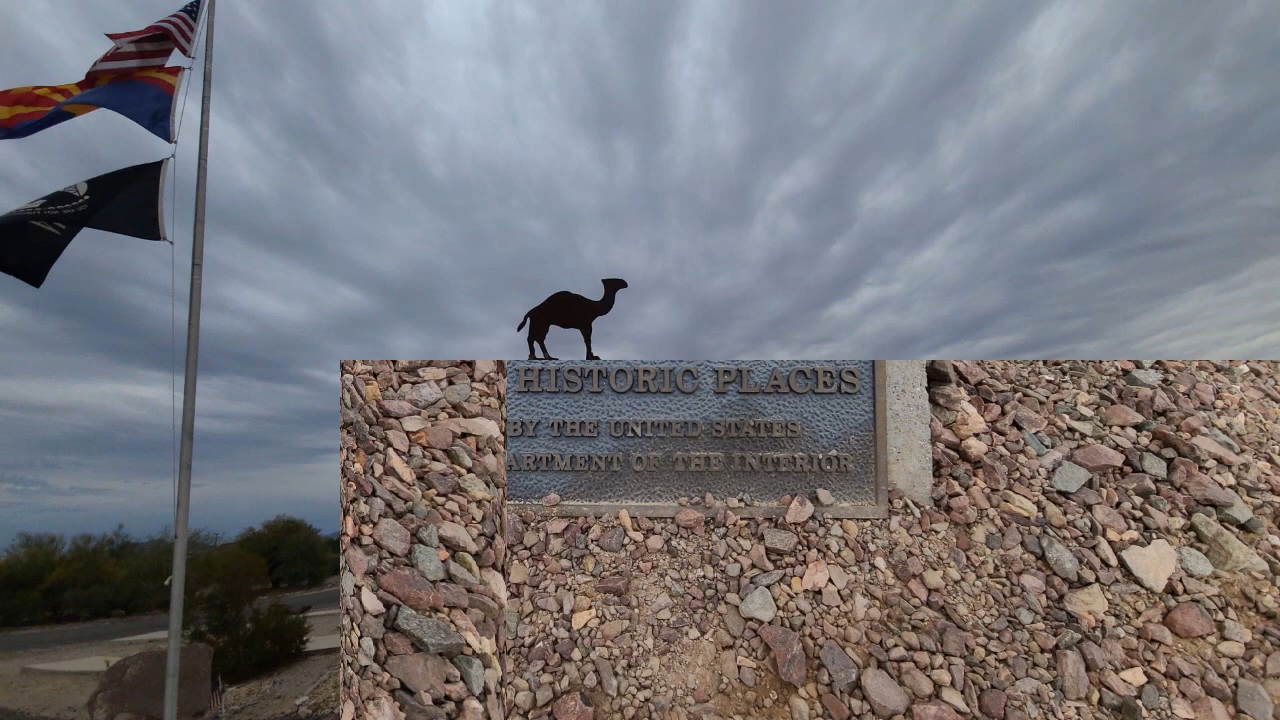 HISTORIC PLACES
BY THE UNITED STATES
ARTMENT OF THE INTERIOR